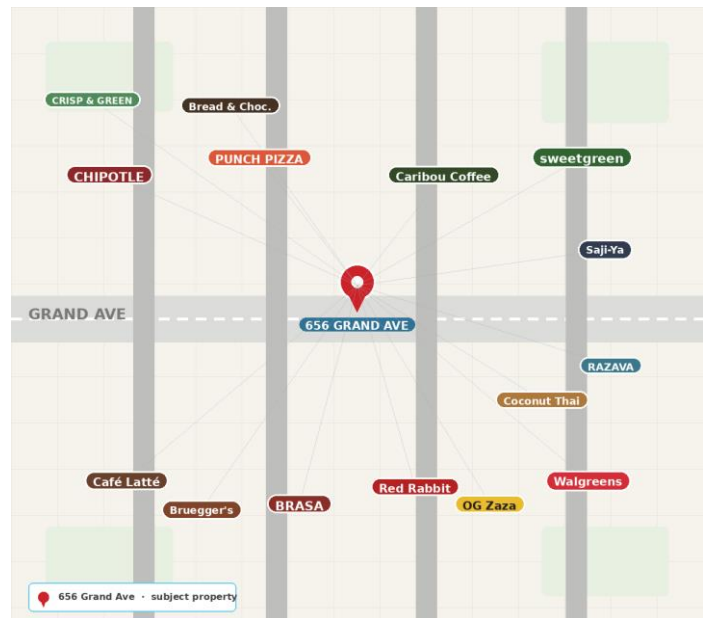 CRISP & GREEN
Bread & Choc.
PUNCH PIZZA
sweetgreen
CHIPOTLE
Caribou Coffee
Saji-Ya
GRAND AVE
656 GRAND AVE
RAZAVA
Coconut Thai
Café Latté
Walgreens
Red Rabbit
Bruegger's
BRASA
OG Zaza
656 Grand Ave · subject property